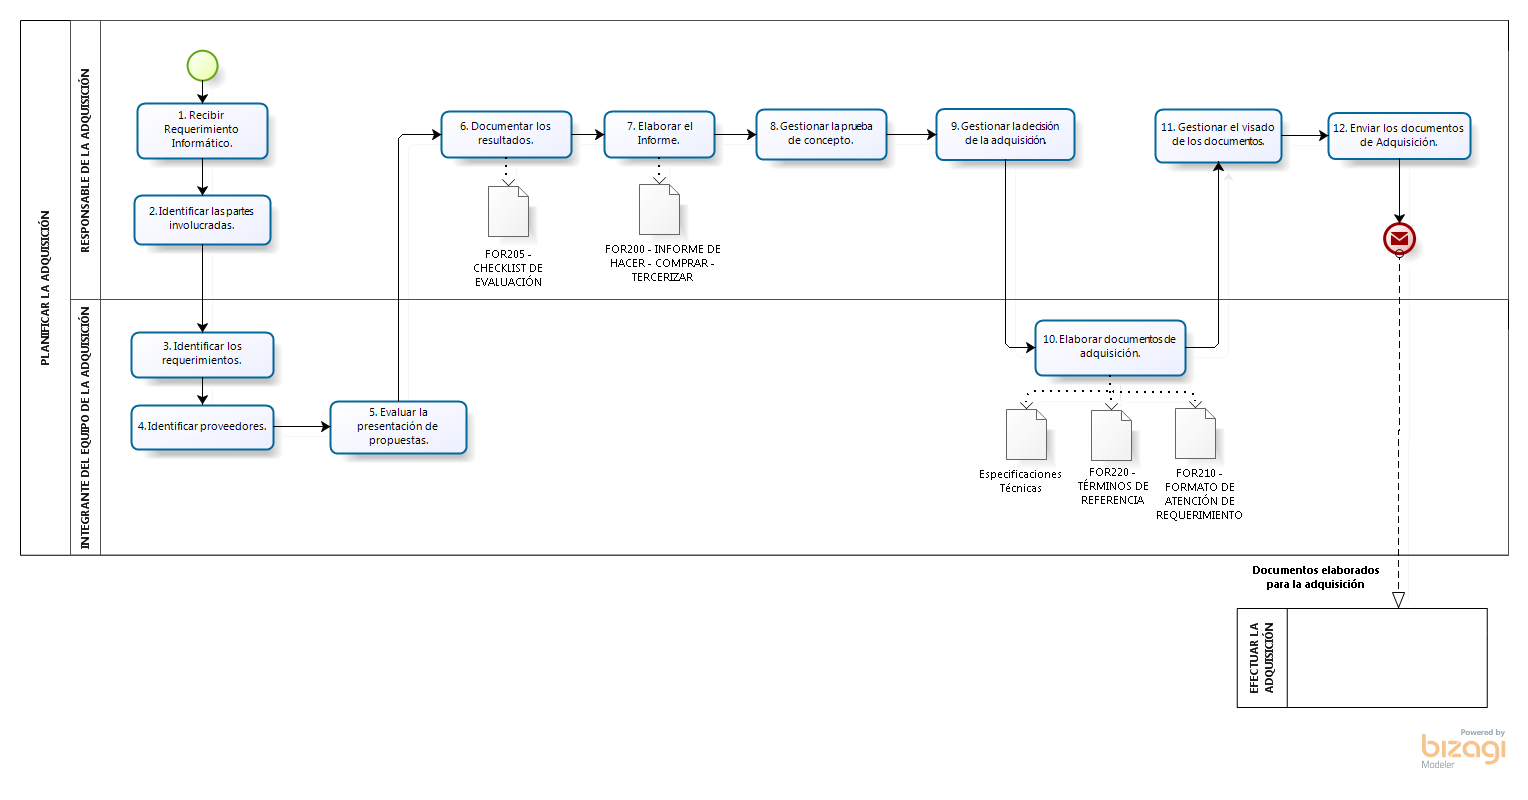 PLANIFICAR LA ADQUISICIÓN
RESPONSABLE DE LA ADQUISICIÓN
1. Recibir
Requerimiento
Informático.
2. Identificar las partes
involucradas.
6. Documentar los
resultados.
7. Elaborar el
Informe.
8. Gestionar la prueba
de concepto.
9. Gestionar la decisión
de la adquisición.
11. Gestionar el visado
de los documentos.
12. Enviar los documentos
de Adquisición.
FOR205 -
CHECKLIST DE
EVALUACIÓN
FOR200 - INFORME DE
HACER - COMPRAR -
TERCERIZAR
INTEGRANTE DEL EQUIPO DE LA ADQUISICIÓN
3. Identificar los
requerimientos.
4. Identificar proveedores.
5. Evaluar la
presentación de
propuestas.
10. Elaborar documentos de
adquisición.
Especificaciones
Técnicas
FOR220 -
TÉRMINOS DE
REFERENCIA
FOR210 -
FORMATO DE
ATENCIÓN DE
REQUERIMIENTO
Documentos elaborados
para la adquisición
EFECTUAR LA
ADQUISICIÓN
Powered by
bizagi
Modeler